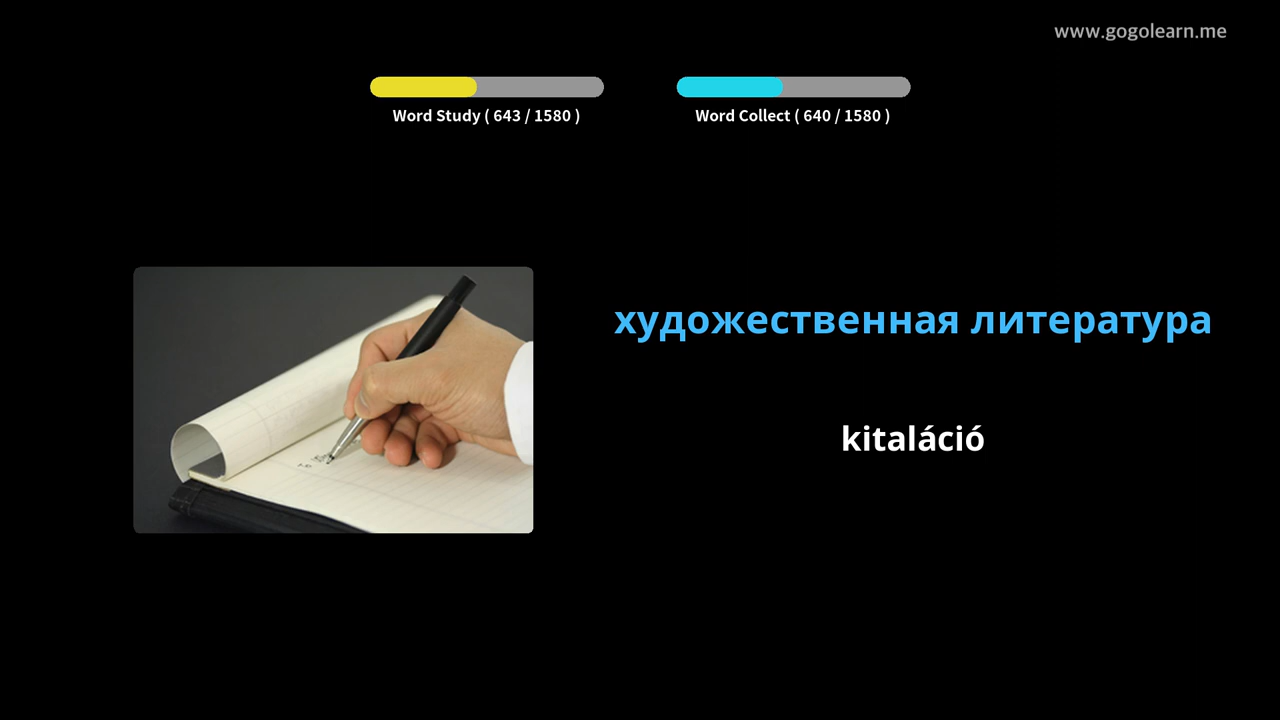 www.gogolearn.me
Word Study ( 643 / 1580 )
Word Collect ( 640 / 1580 )
художественная литература
kitaláció